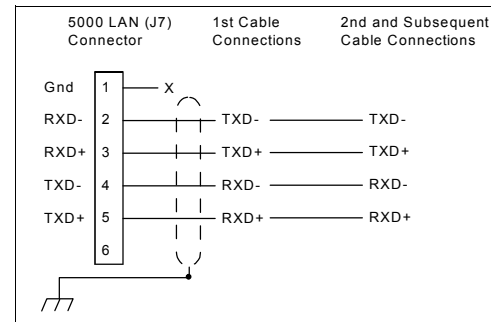 5000 LAN (J7) 1st Cable 2nd and Subsequent
Connector Connections Cable Connections
Gnd 1 X
RXD- 2 TXD- TXD-
RXD+ 3 TXD+ TXD+
TXD- 4 RXD- RXD-
TXD+ 5 RXD+ RXD+
6